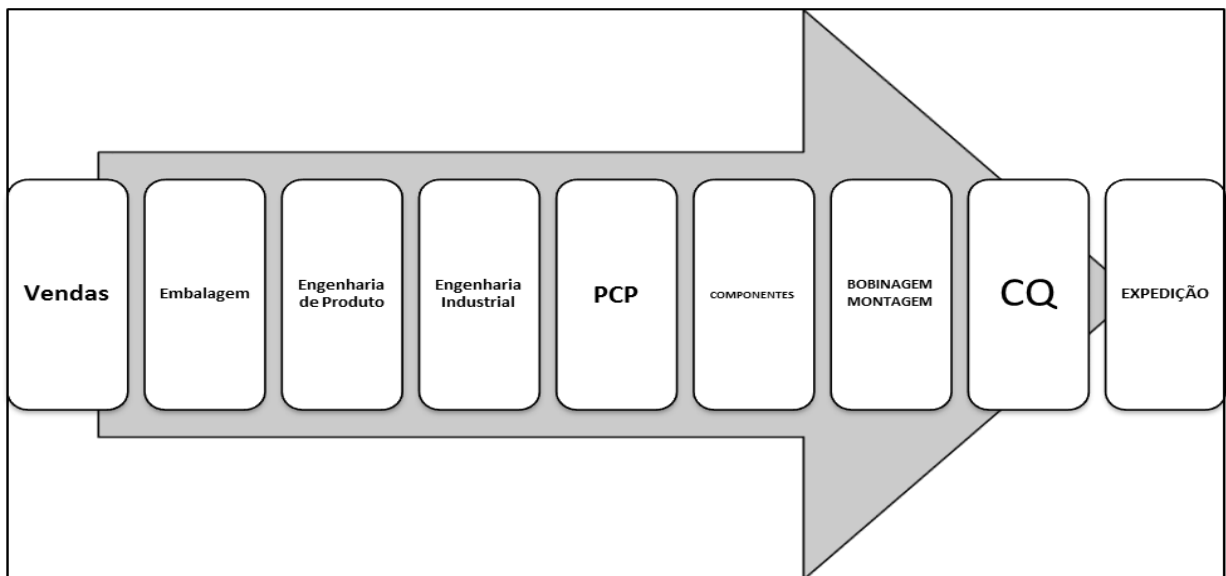 Vendas
Embalagem
Engenharia
de Produto
Engenharia
Industrial
PCP
COMPONENTES
BOBINAGEM
MONTAGEM
CQ
EXPEDIÇÃO